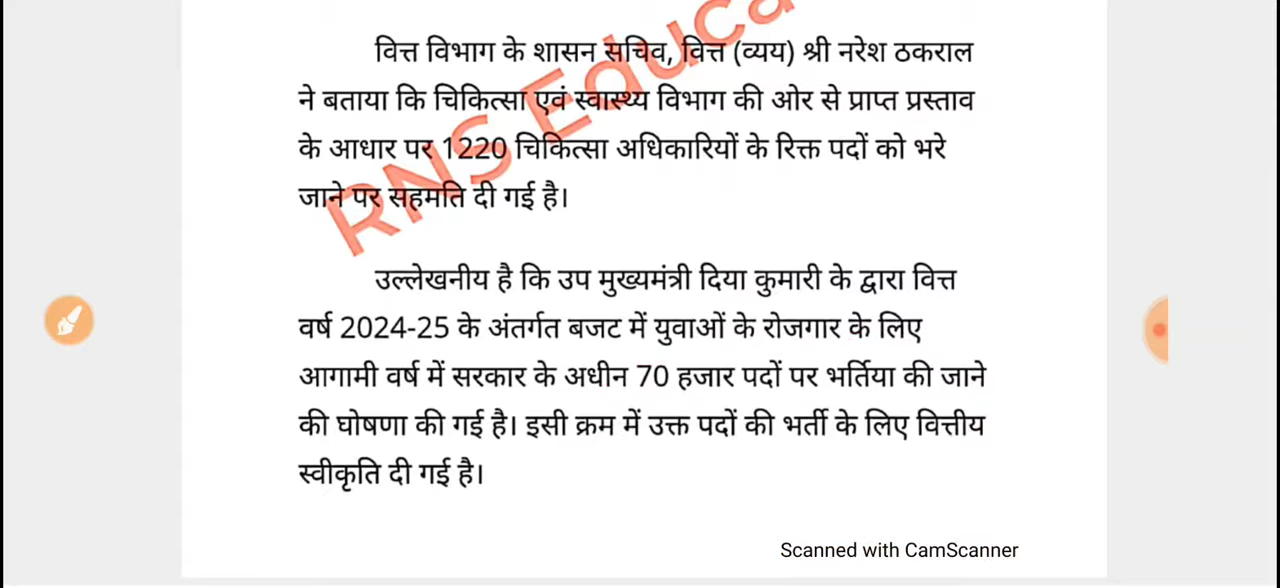 RNS Educa
वित्त विभाग के शासन सचिव, वित्त (व्यय) श्री नरेश ठकराल
ने बताया कि चिकित्सा एवं स्वास्थ्य विभाग की ओर से प्राप्त प्रस्ताव
के आधार पर 1220 चिकित्सा अधिकारियों के रिक्त पदों को भरे
जाने पर सहमति दी गई है।
उल्लेखनीय है कि उप मुख्यमंत्री दिया कुमारी के द्वारा वित्त
वर्ष 2024-25 के अंतर्गत बजट में युवाओं के रोजगार के लिए
आगामी वर्ष में सरकार के अधीन 70 हजार पदों पर भर्तिया की जाने
की घोषणा की गई है। इसी क्रम में उक्त पदों की भर्ती के लिए वित्तीय
स्वीकृति दी गई है।
Scanned with CamScanner